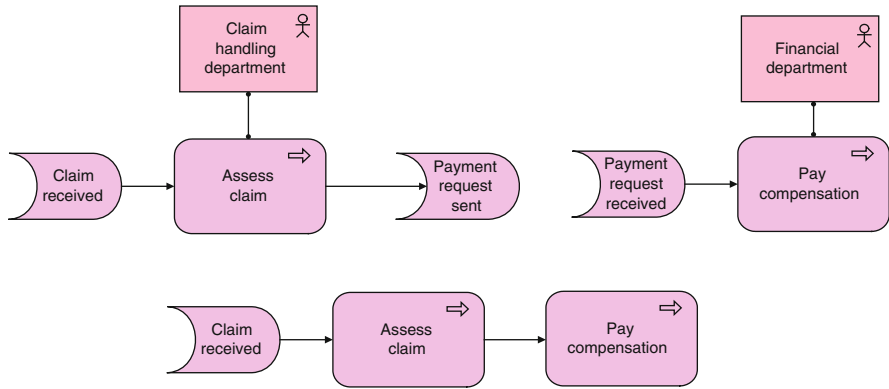 Claim
handling
department
Financial
department
Claim
received
Assess
claim
Payment
request
sent
Payment
request
received
Pay
compensation
Claim
received
Assess
claim
Pay
compensation